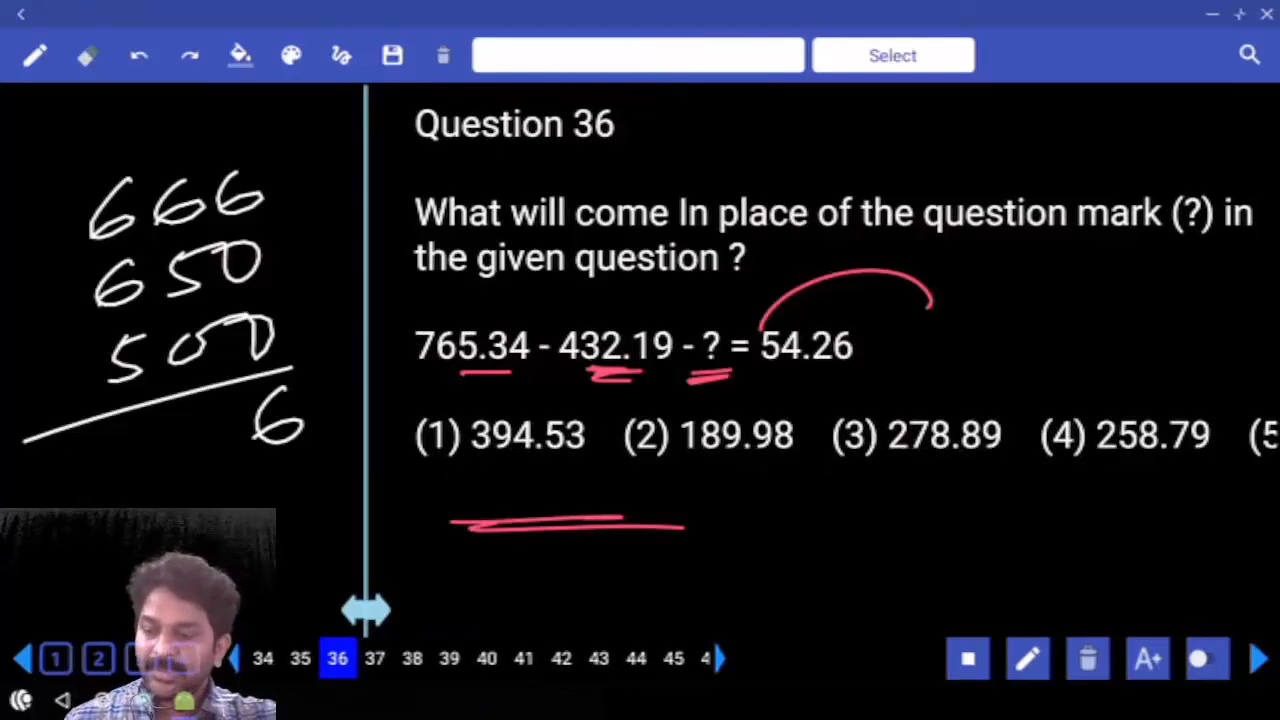 Select
666
650
500
6
Question 36
What will come In place of the question mark (?) in
the given question ?
765.34 - 432.19 - ? = 54.26
(1) 394.53 (2) 189.98 (3) 278.89 (4) 258.79 (5
1 2 34 35 36 37 38 39 40 41 42 43 44 45 4
A+